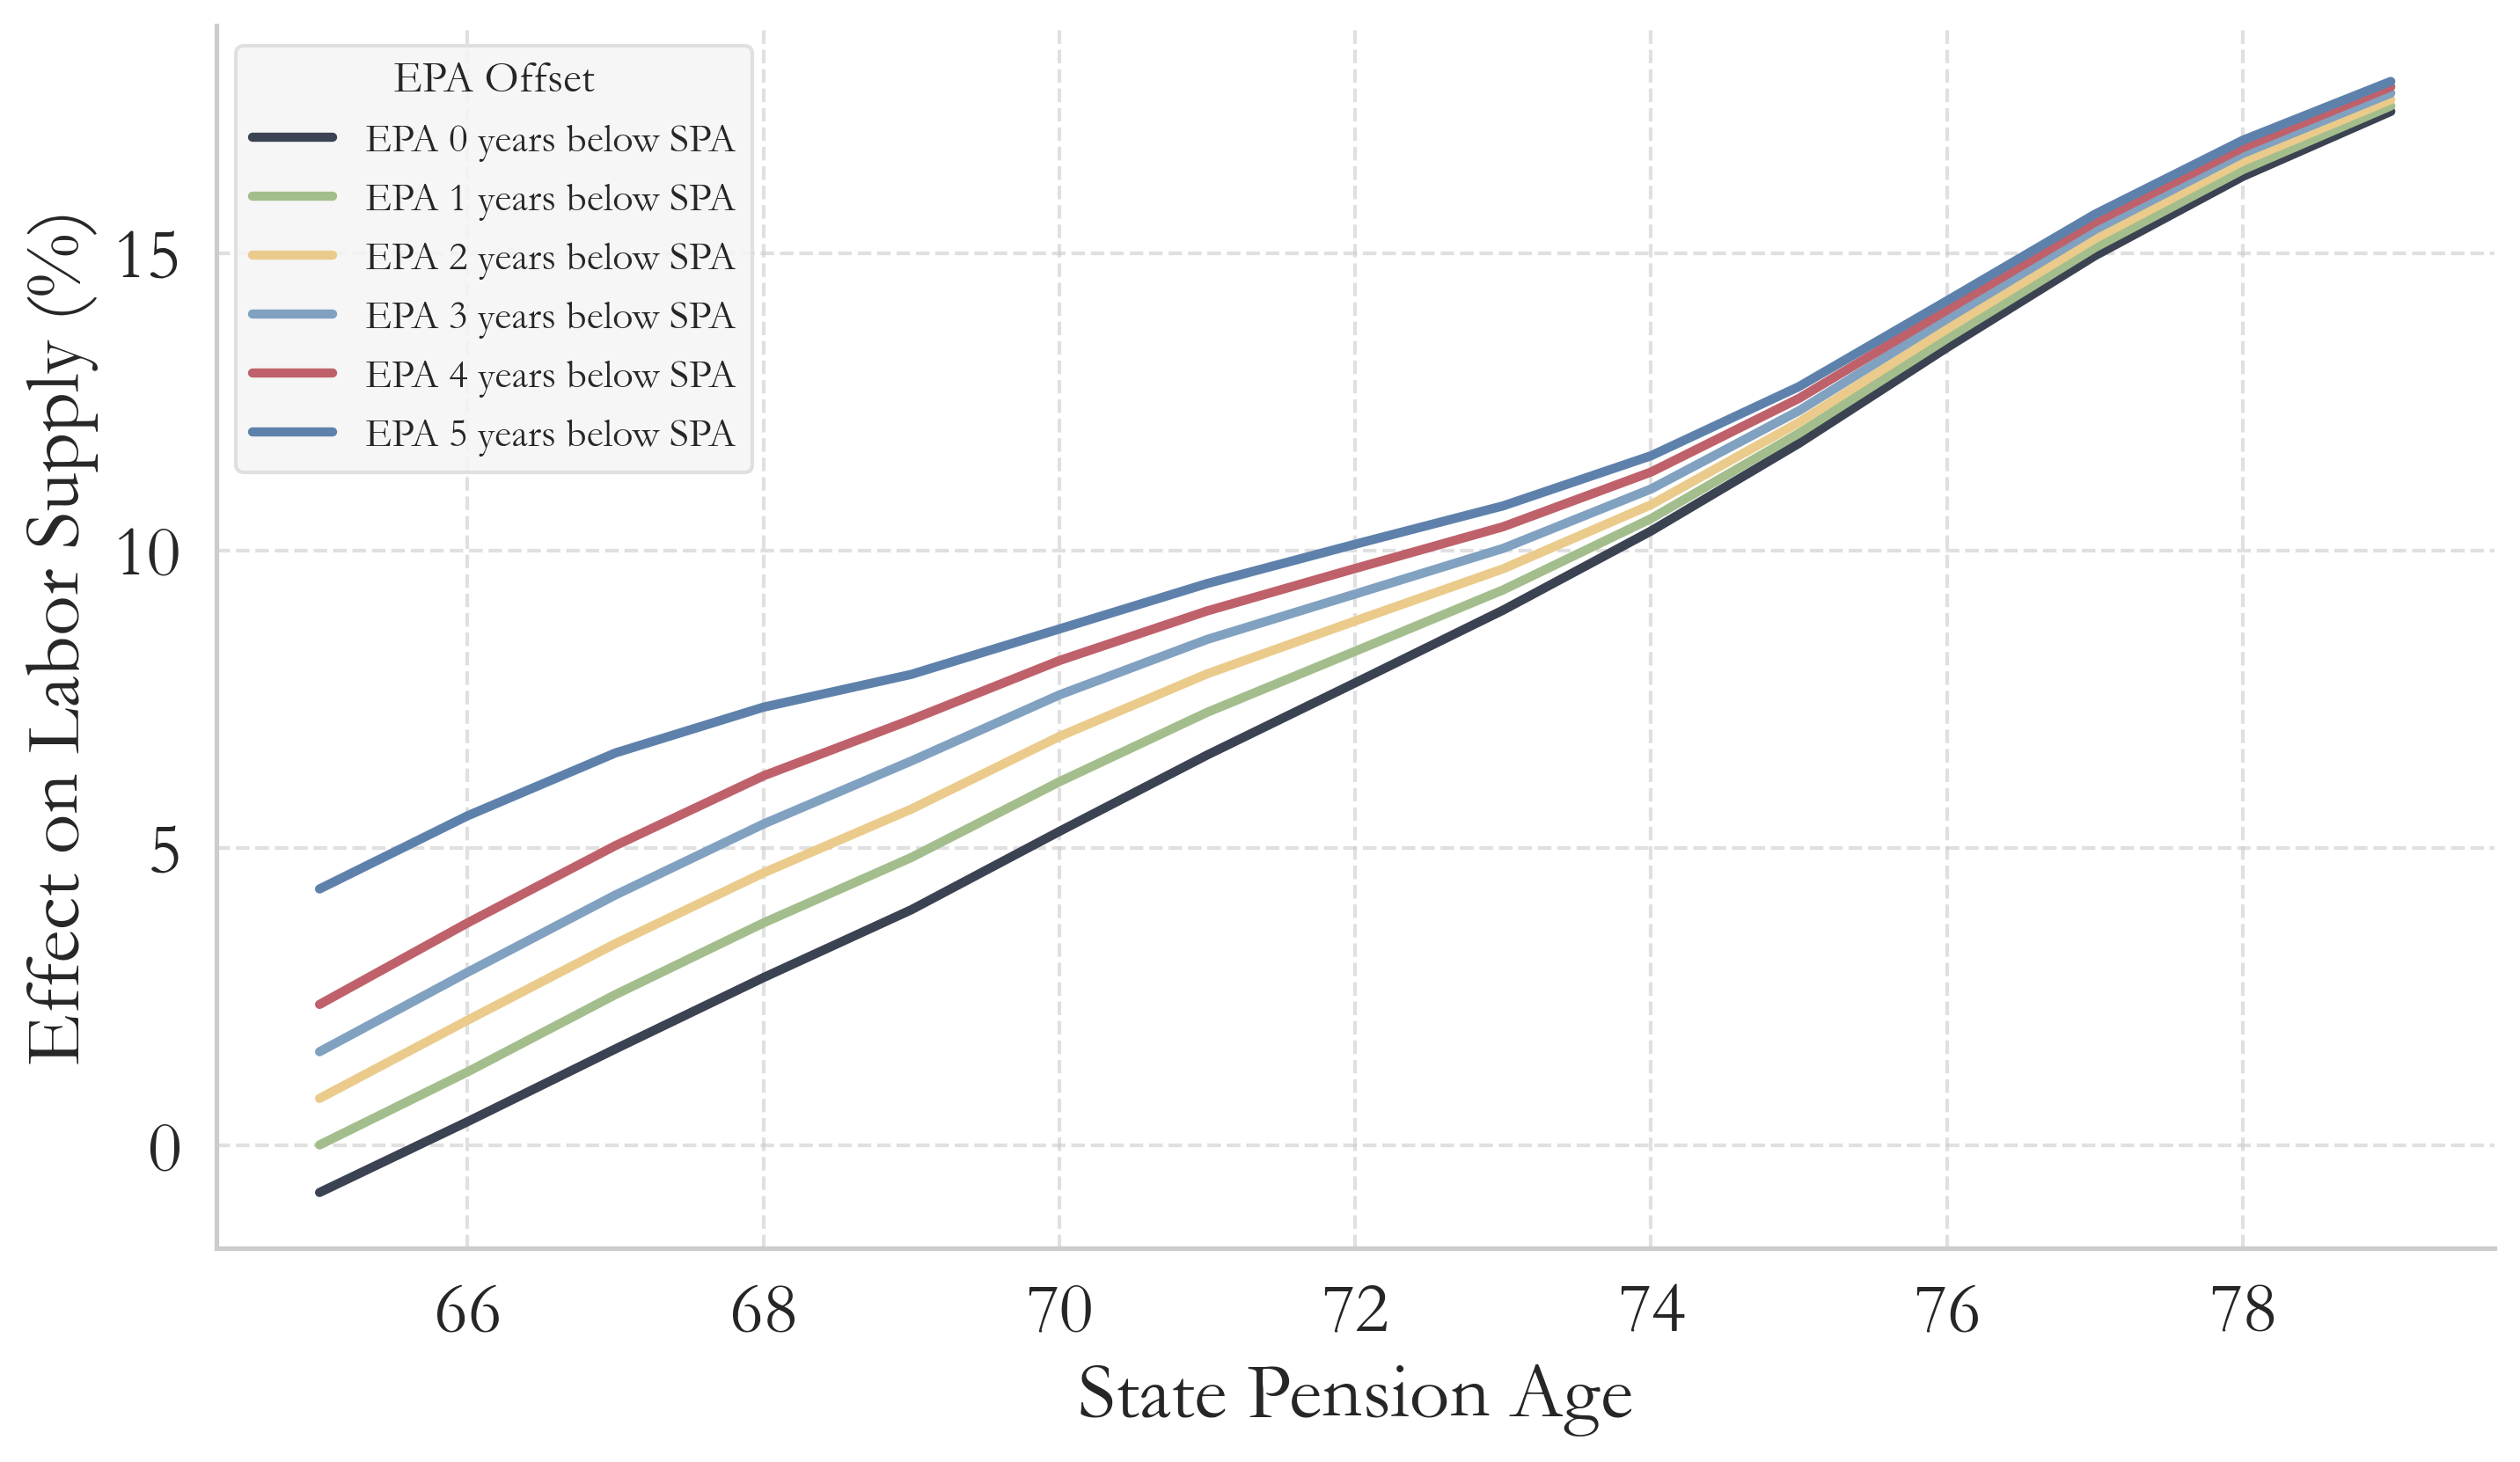 EPA Offset
EPA 0 years below SPA
EPA 1 years below SPA
EPA 2 years below SPA
EPA 3 years below SPA
EPA 4 years below SPA
EPA 5 years below SPA
Effect on Labor Supply (%)
15
10
5
0
66 68 70 72 74 76 78
State Pension Age